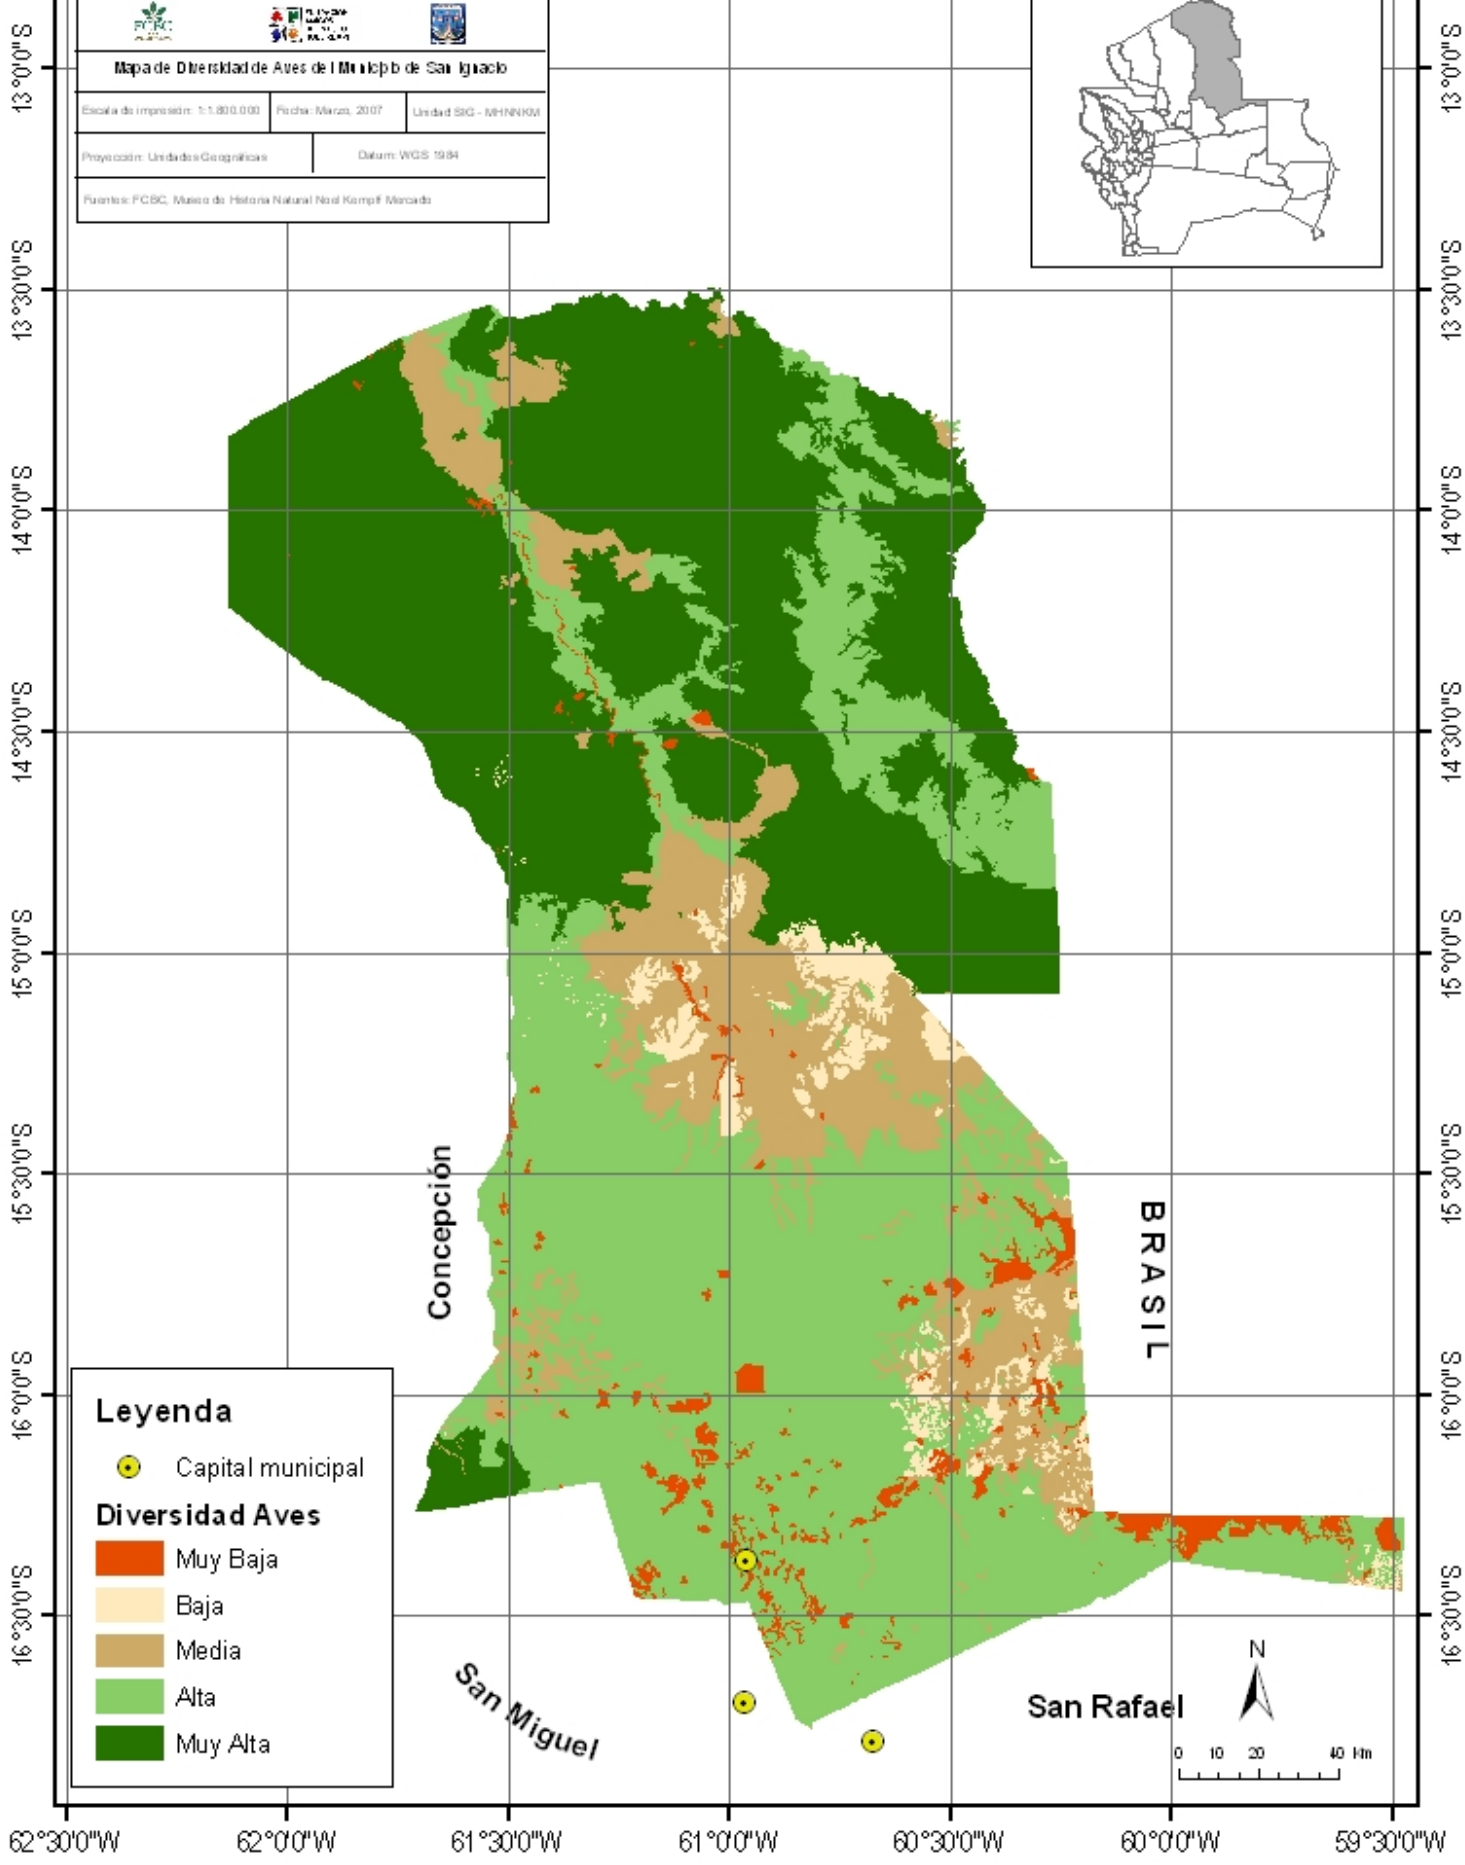 FCBC
Mapa de Diversidad de Aves del Municipio de San Ignacio
Escala de impresión: 1:1.800.000 Fecha: Marzo, 2007 Unidad SIG - MHNNKM
Proyección: Unidades Geográficas Datum: WGS 1984
Fuentes: FCBC, Museo de Historia Natural Noel Kempff Mercado
13°0'0"S
13°0'0"S
13°30'0"S
13°30'0"S
14°0'0"S
14°0'0"S
14°30'0"S
14°30'0"S
15°0'0"S
15°0'0"S
15°30'0"S
15°30'0"S
Concepción
BRASIL
16°0'0"S
16°0'0"S
Leyenda
Capital municipal
Diversidad Aves
Muy Baja
Baja
Media
Alta
Muy Alta
16°30'0"S
16°30'0"S
San Miguel
San Rafael
N
0 10 20 40 Km
62°30'0"W 62°0'0"W 61°30'0"W 61°0'0"W 60°30'0"W 60°0'0"W 59°30'0"W